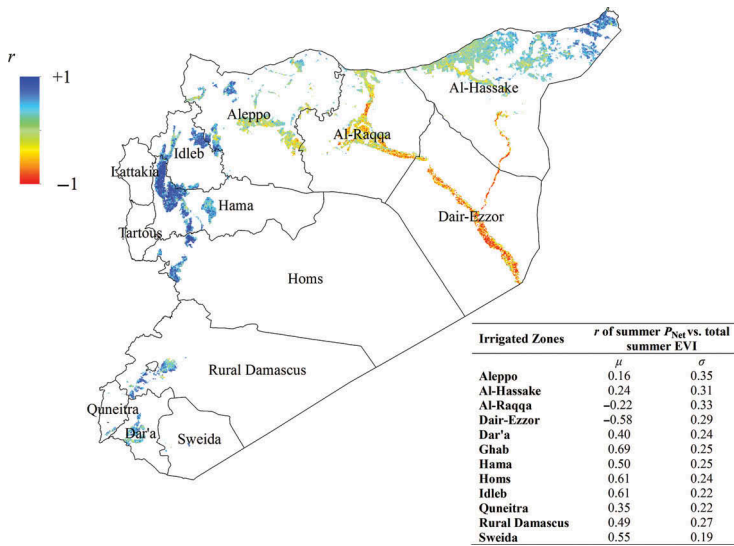 r
+1
−1
Al-Hassake
Aleppo
Al-Raqqa
Idleb
Lattakia
Hama
Dair-Ezzor
Tartous
Homs
Rural Damascus
Quneitra
Dar'a
Sweida
Irrigated Zones r of summer PNet vs. total
summer EVI
μ σ
Aleppo 0.16 0.35
Al-Hassake 0.24 0.31
Al-Raqqa −0.22 0.33
Dair-Ezzor −0.58 0.29
Dar'a 0.40 0.24
Ghab 0.69 0.25
Hama 0.50 0.25
Homs 0.61 0.24
Idleb 0.61 0.22
Quneitra 0.35 0.22
Rural Damascus 0.49 0.27
Sweida 0.55 0.19